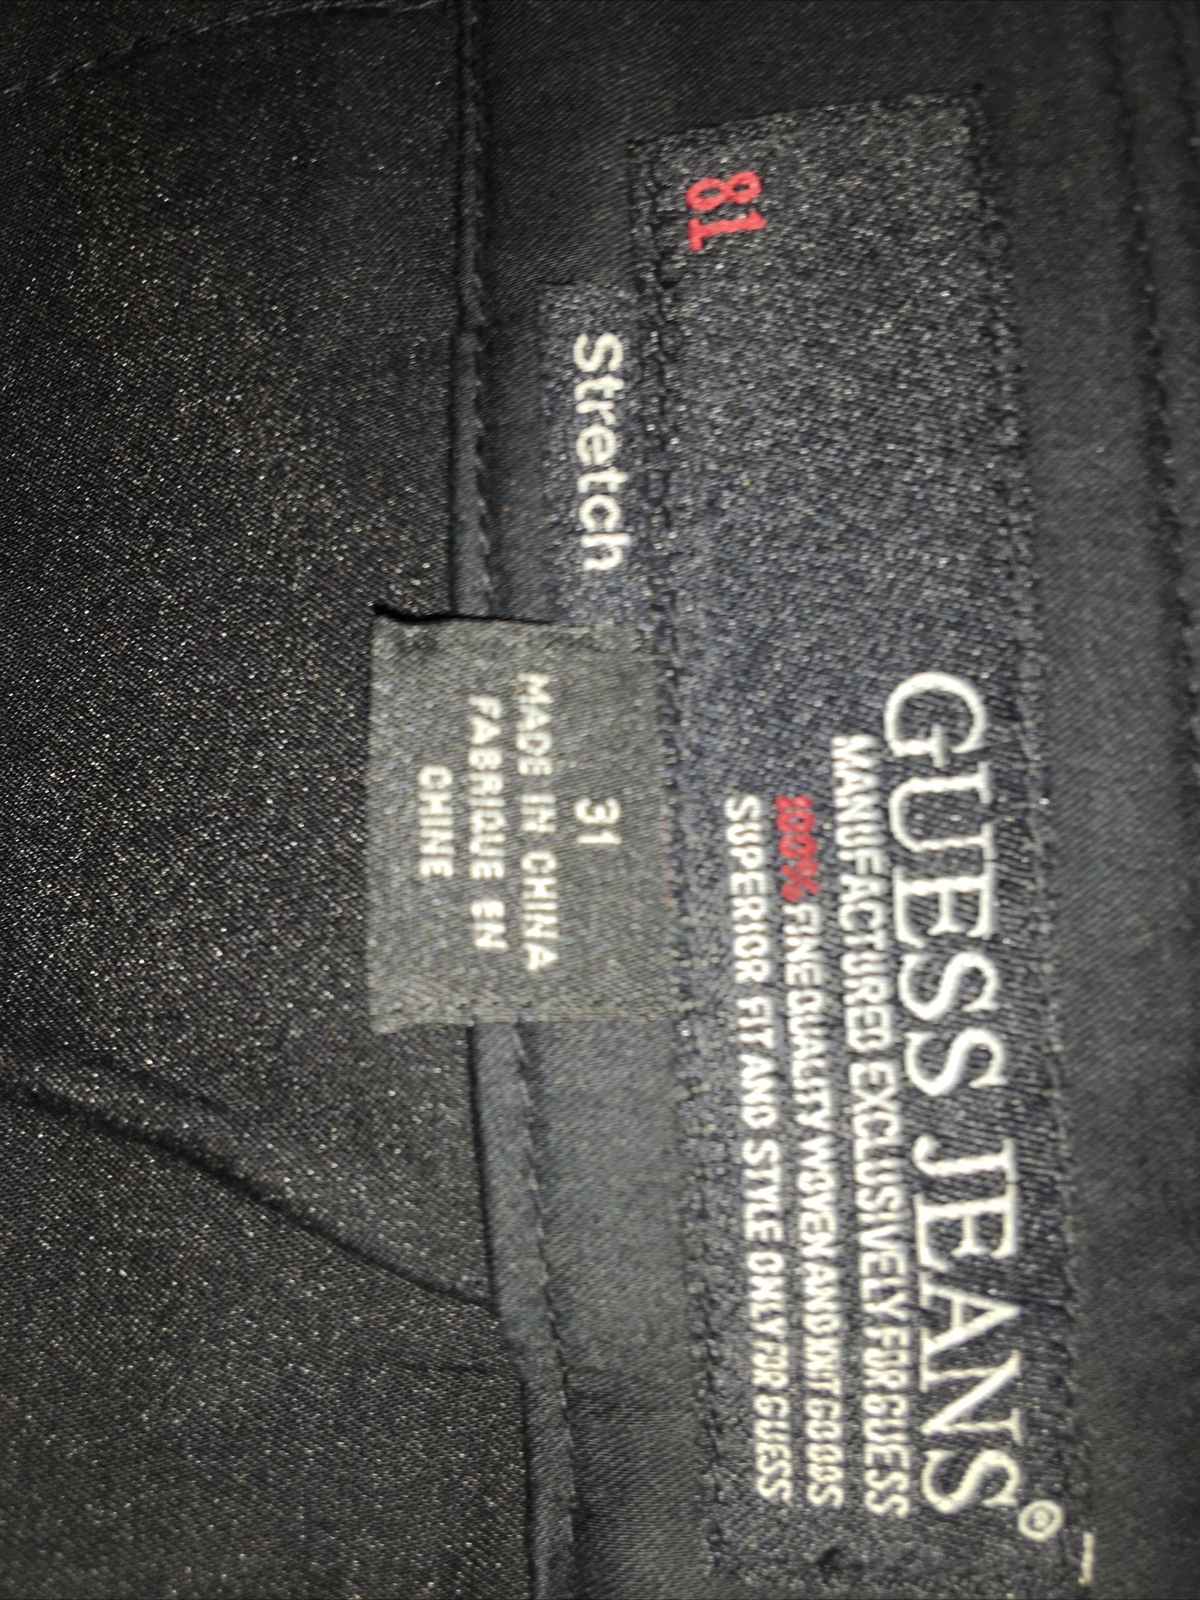 GUESS JEANS®
MANUFACTURED EXCLUSIVELY FOR GUESS
100% FINE QUALITY WOVEN AND KNIT GOODS
SUPERIOR FIT AND STYLE ONLY FOR GUESS
81
Stretch
31
MADE IN CHINA
FABRIQUE EN
CHINE